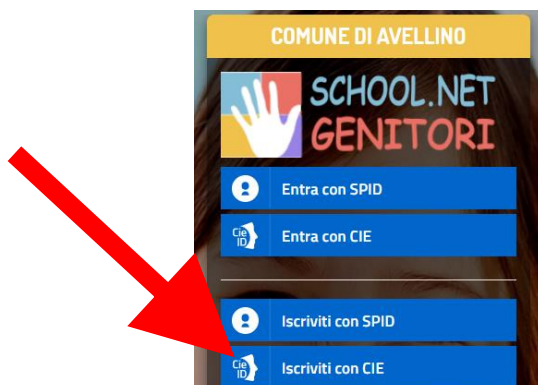 COMUNE DI AVELLINO
SCHOOL.NET
GENITORI
Entra con SPID
Cie
ID
Entra con CIE
Iscriviti con SPID
Cie
ID
Iscriviti con CIE